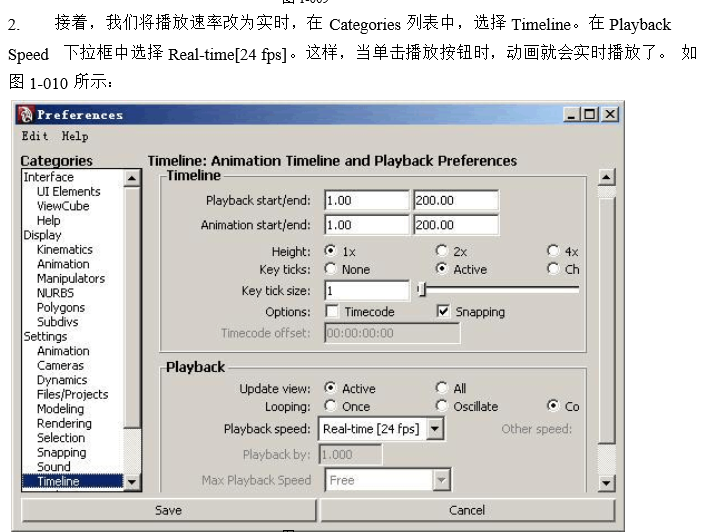 2. 接着，我们将播放速率改为实时，在 Categories 列表中，选择 Timeline。在 Playback
Speed 下拉框中选择 Real-time[24 fps]。这样，当单击播放按钮时，动画就会实时播放了。 如
图 1-010 所示：
Preferences
Edit Help
Categories
Interface
UI Elements
ViewCube
Help
Display
Kinematics
Animation
Manipulators
NURBS
Polygons
Subdivs
Settings
Animation
Cameras
Dynamics
Files/Projects
Modeling
Rendering
Selection
Snapping
Sound
Timeline
Timeline: Animation Timeline and Playback Preferences
Timeline
Playback start/end: 1.00 200.00
Animation start/end: 1.00 200.00
Height: 1x 2x 4x
Key ticks: None Active Ch
Key tick size: 1
Options: Timecode Snapping
Timecode offset: 00:00:00:00
Playback
Update view: Active All
Looping: Once Oscillate Co
Playback speed: Real-time [24 fps] Other speed:
Playback by: 1.000
Max Playback Speed Free
Save Cancel